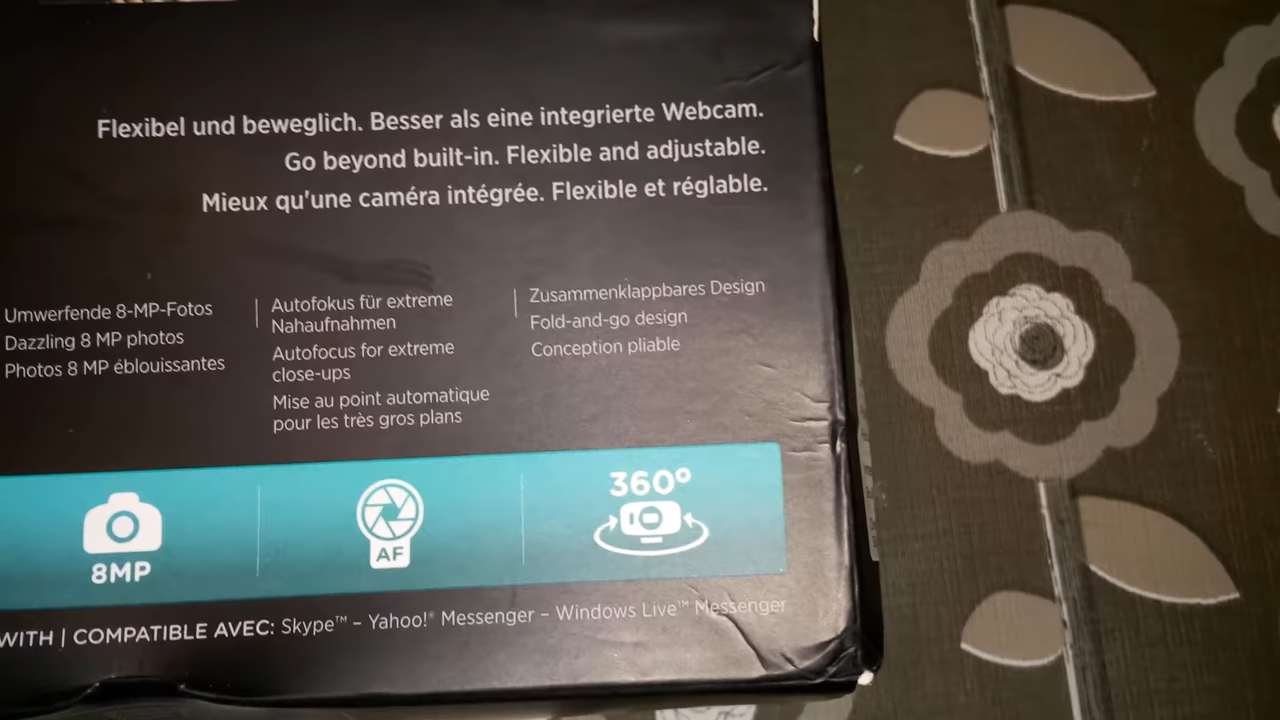 Flexibel und beweglich. Besser als eine integrierte Webcam.
Go beyond built-in. Flexible and adjustable.
Mieux qu'une caméra intégrée. Flexible et réglable.
Umwerfende 8-MP-Fotos
Dazzling 8 MP photos
Photos 8 MP éblouissantes
Autofokus für extreme
Nahaufnahmen
Autofocus for extreme
close-ups
Mise au point automatique
pour les très gros plans
Zusammenklappbares Design
Fold-and-go design
Conception pliable
8MP
AF
360°
WITH | COMPATIBLE AVEC: Skype™ – Yahoo!® Messenger – Windows Live™ Messenger